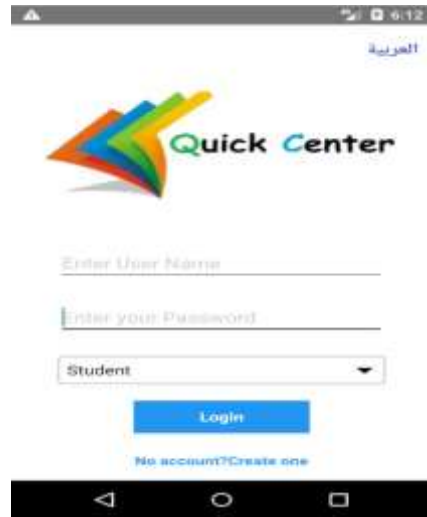 6:12
العربية
Quick Center
Enter User Name
Enter your Password
Student
Login
No account?Create one